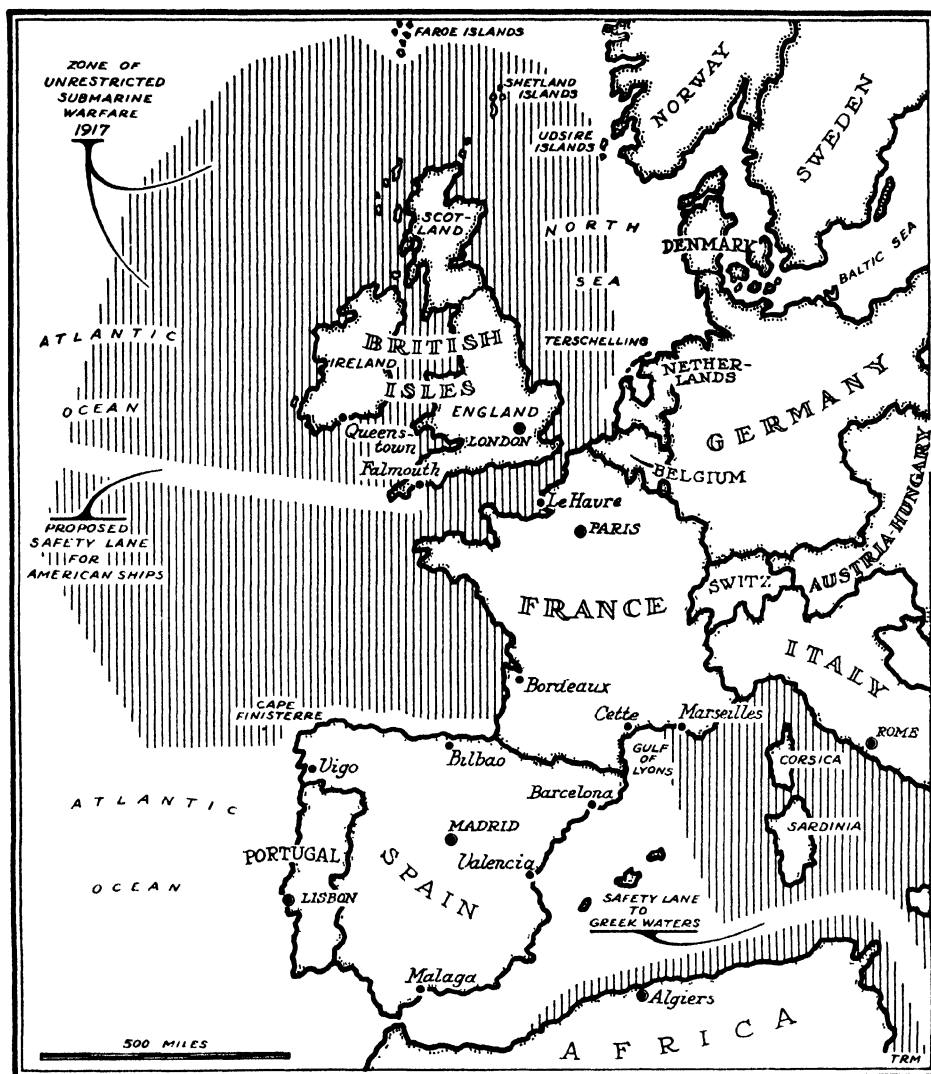 FAROE ISLANDS
ZONE OF
UNRESTRICTED
SUBMARINE
WARFARE
1917
SHETLAND
ISLANDS
UDSIRE
ISLANDS
NORWAY
SWEDEN
SCOT-
LAND
NORTH
SEA
DENMARK
BALTIC SEA
ATLANTIC
OCEAN
TERSCHELLING
BRITISH
ISLES
IRELAND
NETHER-
LANDS
GERMANY
ENGLAND
LONDON
Queens-
town
Falmouth
BELGIUM
AUSTRIA-HUNGARY
Le Havre
PARIS
PROPOSED
SAFETY LANE
FOR
AMERICAN SHIPS
SWITZ
FRANCE
ITALY
Bordeaux
CAPE
FINISTERRE
Cette
Marseilles
GULF
OF
LYONS
ROME
CORSICA
Vigo
Bilbao
Barcelona
ATLANTIC
OCEAN
MADRID
SARDINIA
PORTUGAL
SPAIN
Valencia
LISBON
SAFETY LANE
TO
GREEK WATERS
Malaga
Algiers
AFRICA
500 MILES
TRM